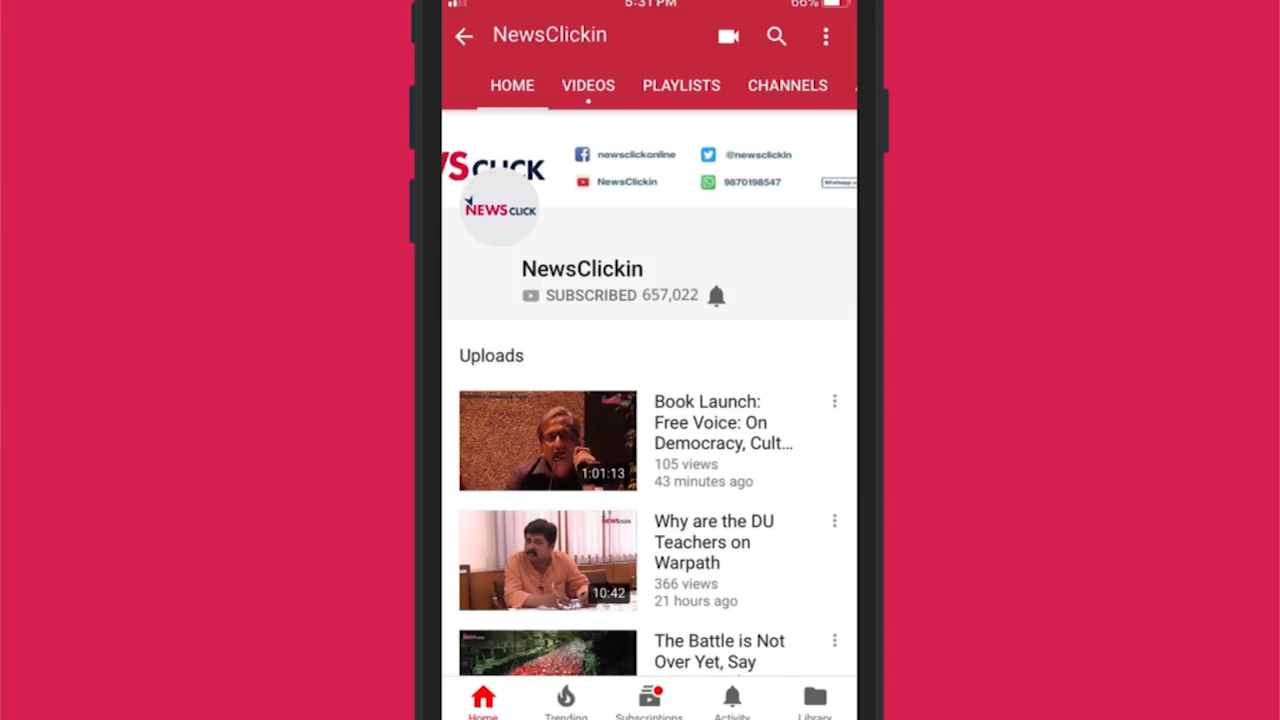 5:31 PM
66%
NewsClickin
HOME VIDEOS PLAYLISTS CHANNELS
WS CLICK
newsclickonline @newsclickin
NewsClickin 9870198547
NEWSCLICK
NewsClickin
SUBSCRIBED 657,022
Uploads
Book Launch:
Free Voice: On
Democracy, Cult...
105 views
43 minutes ago
1:01:13
Why are the DU
Teachers on
Warpath
366 views
21 hours ago
NEWSCLICK
10:42
The Battle is Not
Over Yet, Say
Home Trending Subscriptions Activity Library